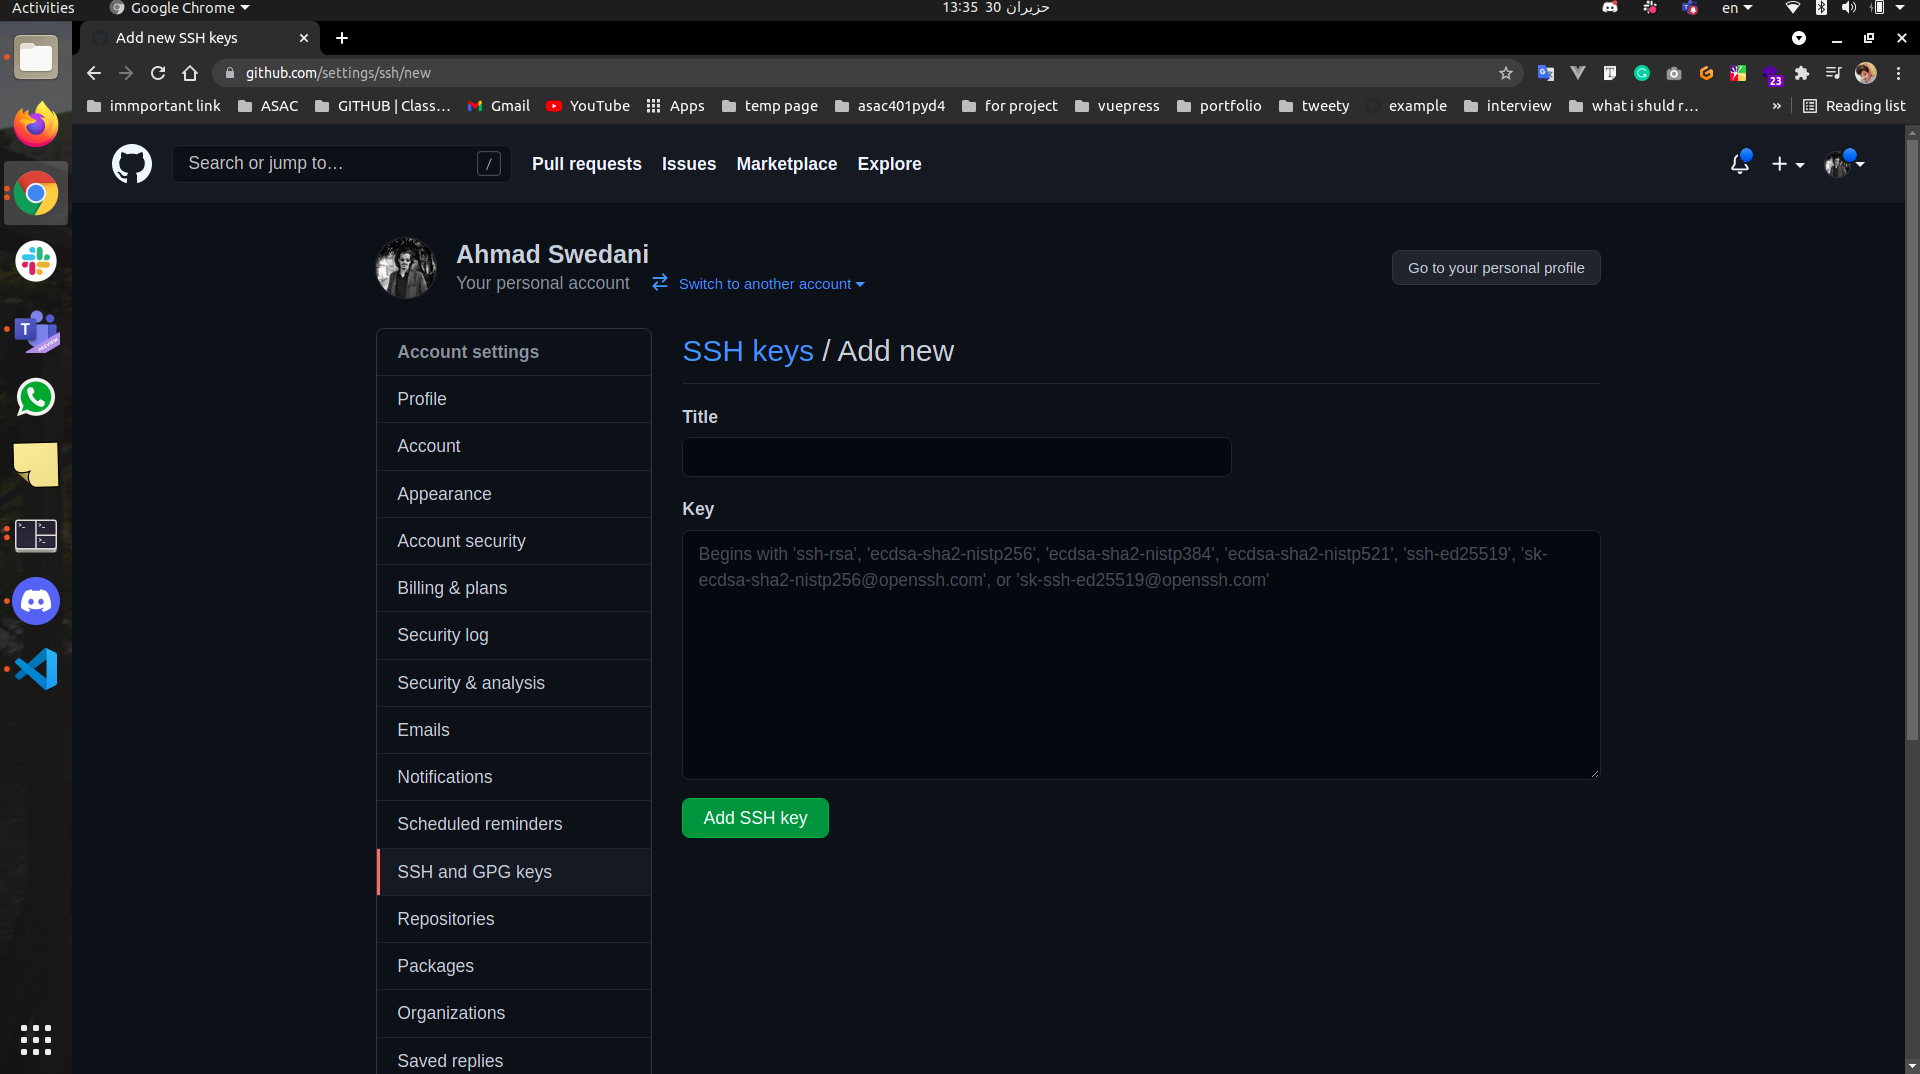 Activities
Google Chrome
13:35 30 حزيران
en
Add new SSH keys
github.com/settings/ssh/new
23
immportant link
ASAC
GITHUB | Class…
Gmail
YouTube
Apps
temp page
asac401pyd4
for project
vuepress
portfolio
tweety
example
interview
what i shuld r…
»
Reading list
Search or jump to…
/
Pull requests
Issues
Marketplace
Explore
Ahmad Swedani
Your personal account
Switch to another account
Go to your personal profile
Account settings
Profile
Account
Appearance
Account security
Billing & plans
Security log
Security & analysis
Emails
Notifications
Scheduled reminders
SSH and GPG keys
Repositories
Packages
Organizations
Saved replies
SSH keys / Add new
Title
Key
Begins with 'ssh-rsa', 'ecdsa-sha2-nistp256', 'ecdsa-sha2-nistp384', 'ecdsa-sha2-nistp521', 'ssh-ed25519', 'sk-
ecdsa-sha2-nistp256@openssh.com', or 'sk-ssh-ed25519@openssh.com'
Add SSH key